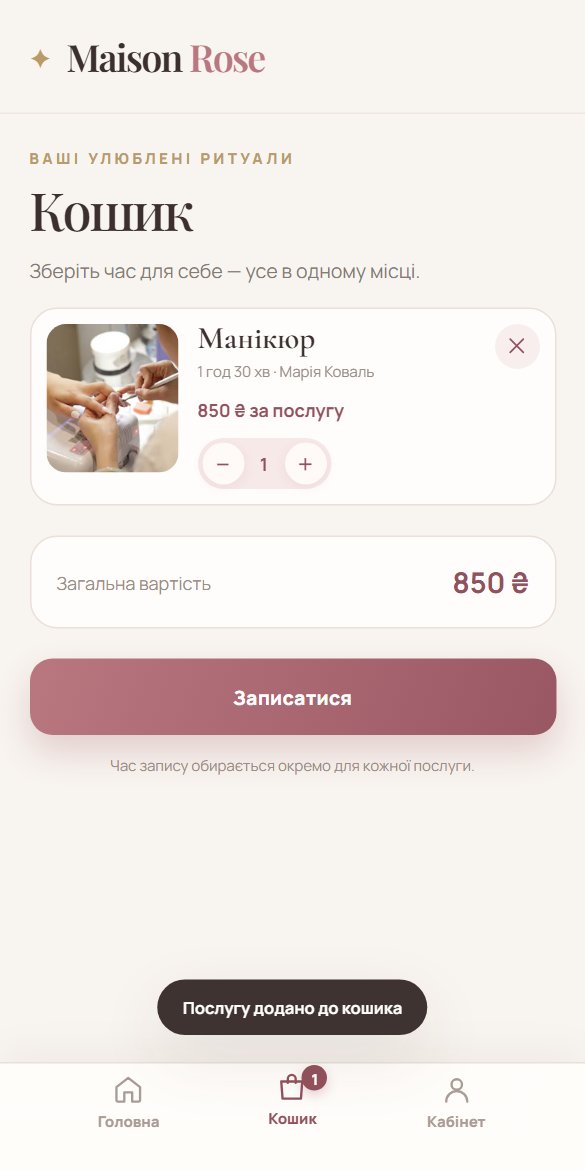 Maison Rose
ВАШІ УЛЮБЛЕНІ РИТУАЛИ
Кошик
Зберіть час для себе — усе в одному місці.
Манікюр
1 год 30 хв · Марія Коваль
850 ₴ за послугу
− 1 +
Загальна вартість 850 ₴
Записатися
Час запису обирається окремо для кожної послуги.
Послугу додано до кошика
1
Головна Кошик Кабінет